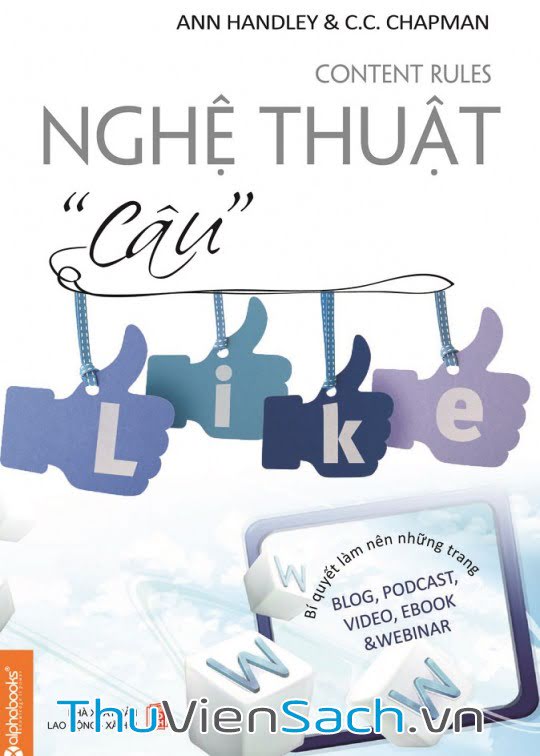 ANN HANDLEY & C.C. CHAPMAN
CONTENT RULES
NGHỆ THUẬT
“Câu”
Like
Bí quyết làm nên những trang
BLOG, PODCAST,
VIDEO, EBOOK
&WEBINAR
W
W
W
alphabooks
ThuVienSach.vn